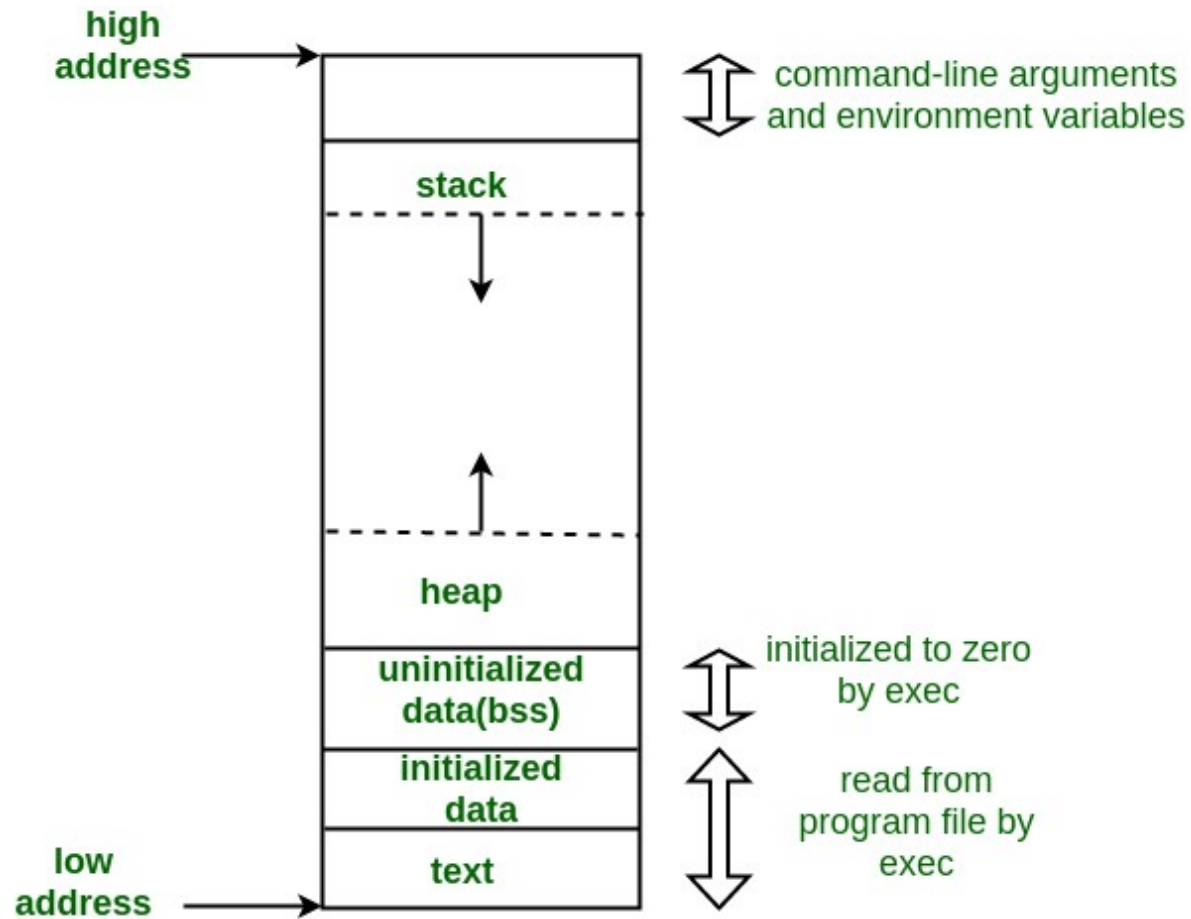 high
address
command-line arguments
and environment variables
stack
heap
uninitialized
data(bss)
initialized to zero
by exec
initialized
data
read from
program file by
exec
text
low
address